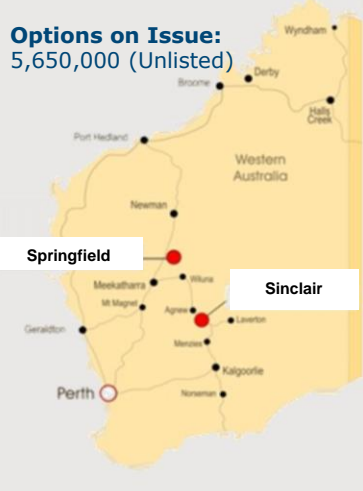 Options on Issue:
5,650,000 (Unlisted)
Wyndham
Derby
Broome
Halls
Creek
Port Hedland
Western
Australia
Newman
Springfield
Wiluna
Meekatharra
Sinclair
Mt Magnet
Agnew
Laverton
Geraldton
Menzies
Kalgoorlie
Perth
Norseman